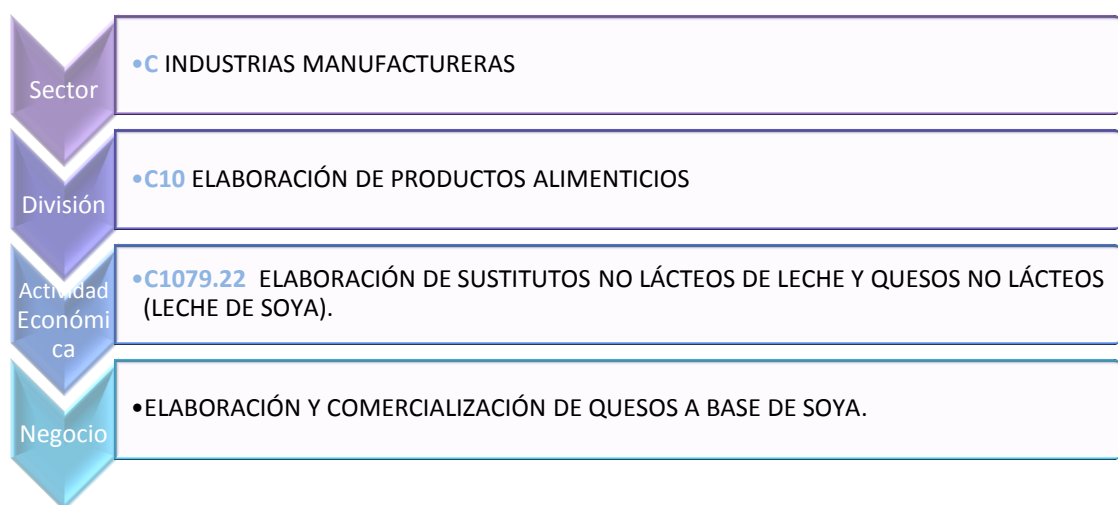 Sector
•C INDUSTRIAS MANUFACTURERAS
División
•C10 ELABORACIÓN DE PRODUCTOS ALIMENTICIOS
Actividad
Económi
ca
•C1079.22 ELABORACIÓN DE SUSTITUTOS NO LÁCTEOS DE LECHE Y QUESOS NO LÁCTEOS
(LECHE DE SOYA).
Negocio
•ELABORACIÓN Y COMERCIALIZACIÓN DE QUESOS A BASE DE SOYA.